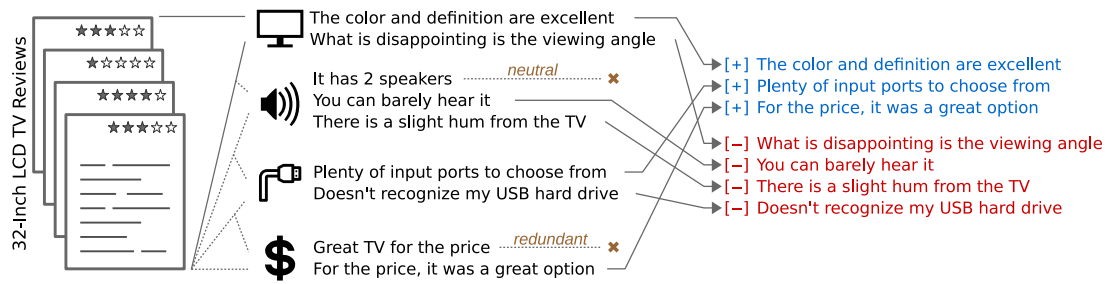 32-Inch LCD TV Reviews
The color and definition are excellent
What is disappointing is the viewing angle
It has 2 speakers neutral
You can barely hear it
There is a slight hum from the TV
Plenty of input ports to choose from
Doesn't recognize my USB hard drive
$
Great TV for the price redundant
For the price, it was a great option
[+] The color and definition are excellent
[+] Plenty of input ports to choose from
[+] For the price, it was a great option
[−] What is disappointing is the viewing angle
[−] You can barely hear it
[−] There is a slight hum from the TV
[−] Doesn't recognize my USB hard drive